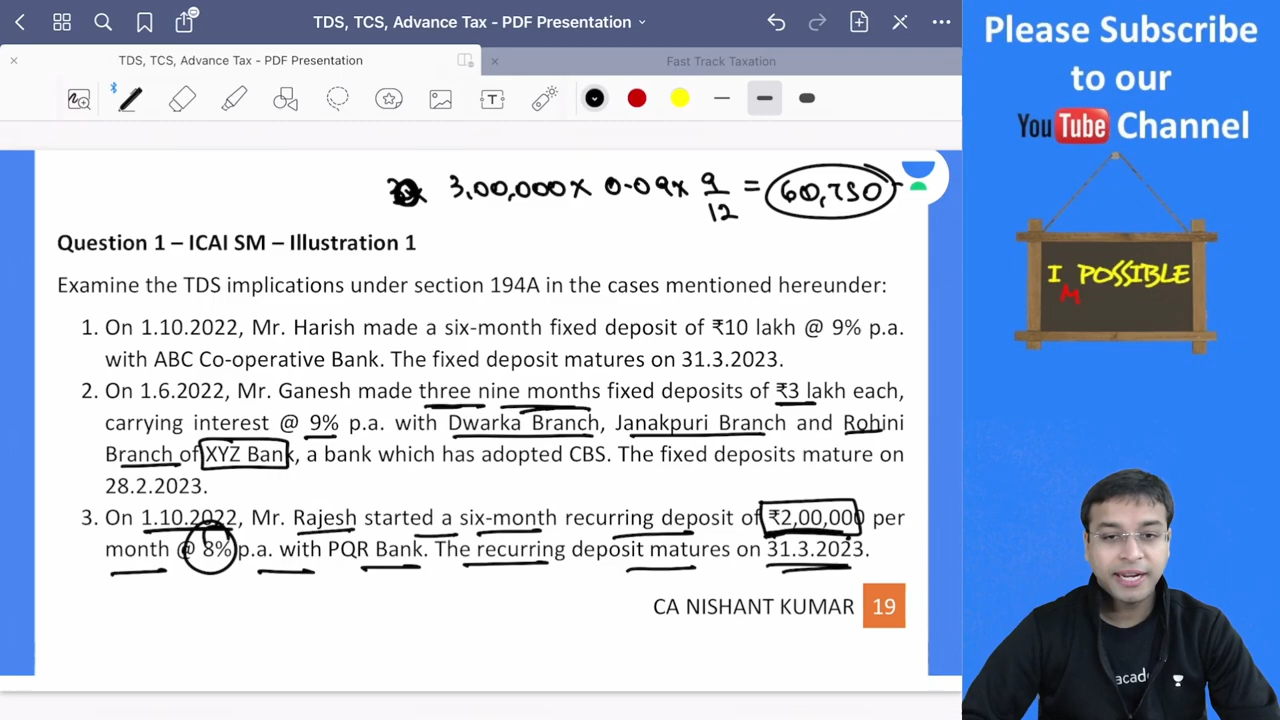 TDS, TCS, Advance Tax - PDF Presentation
TDS, TCS, Advance Tax - PDF Presentation
Fast Track Taxation
3,00,000 x 0.09 x 9/12 = 60,750
Question 1 – ICAI SM – Illustration 1
Examine the TDS implications under section 194A in the cases mentioned hereunder:
1. On 1.10.2022, Mr. Harish made a six-month fixed deposit of ₹10 lakh @ 9% p.a.
with ABC Co-operative Bank. The fixed deposit matures on 31.3.2023.
2. On 1.6.2022, Mr. Ganesh made three nine months fixed deposits of ₹3 lakh each,
carrying interest @ 9% p.a. with Dwarka Branch, Janakpuri Branch and Rohini
Branch of XYZ Bank, a bank which has adopted CBS. The fixed deposits mature on
28.2.2023.
3. On 1.10.2022, Mr. Rajesh started a six-month recurring deposit of ₹2,00,000 per
month @ 8% p.a. with PQR Bank. The recurring deposit matures on 31.3.2023.
CA NISHANT KUMAR 19
Please Subscribe
to our
YouTube Channel
I M POSSIBLE